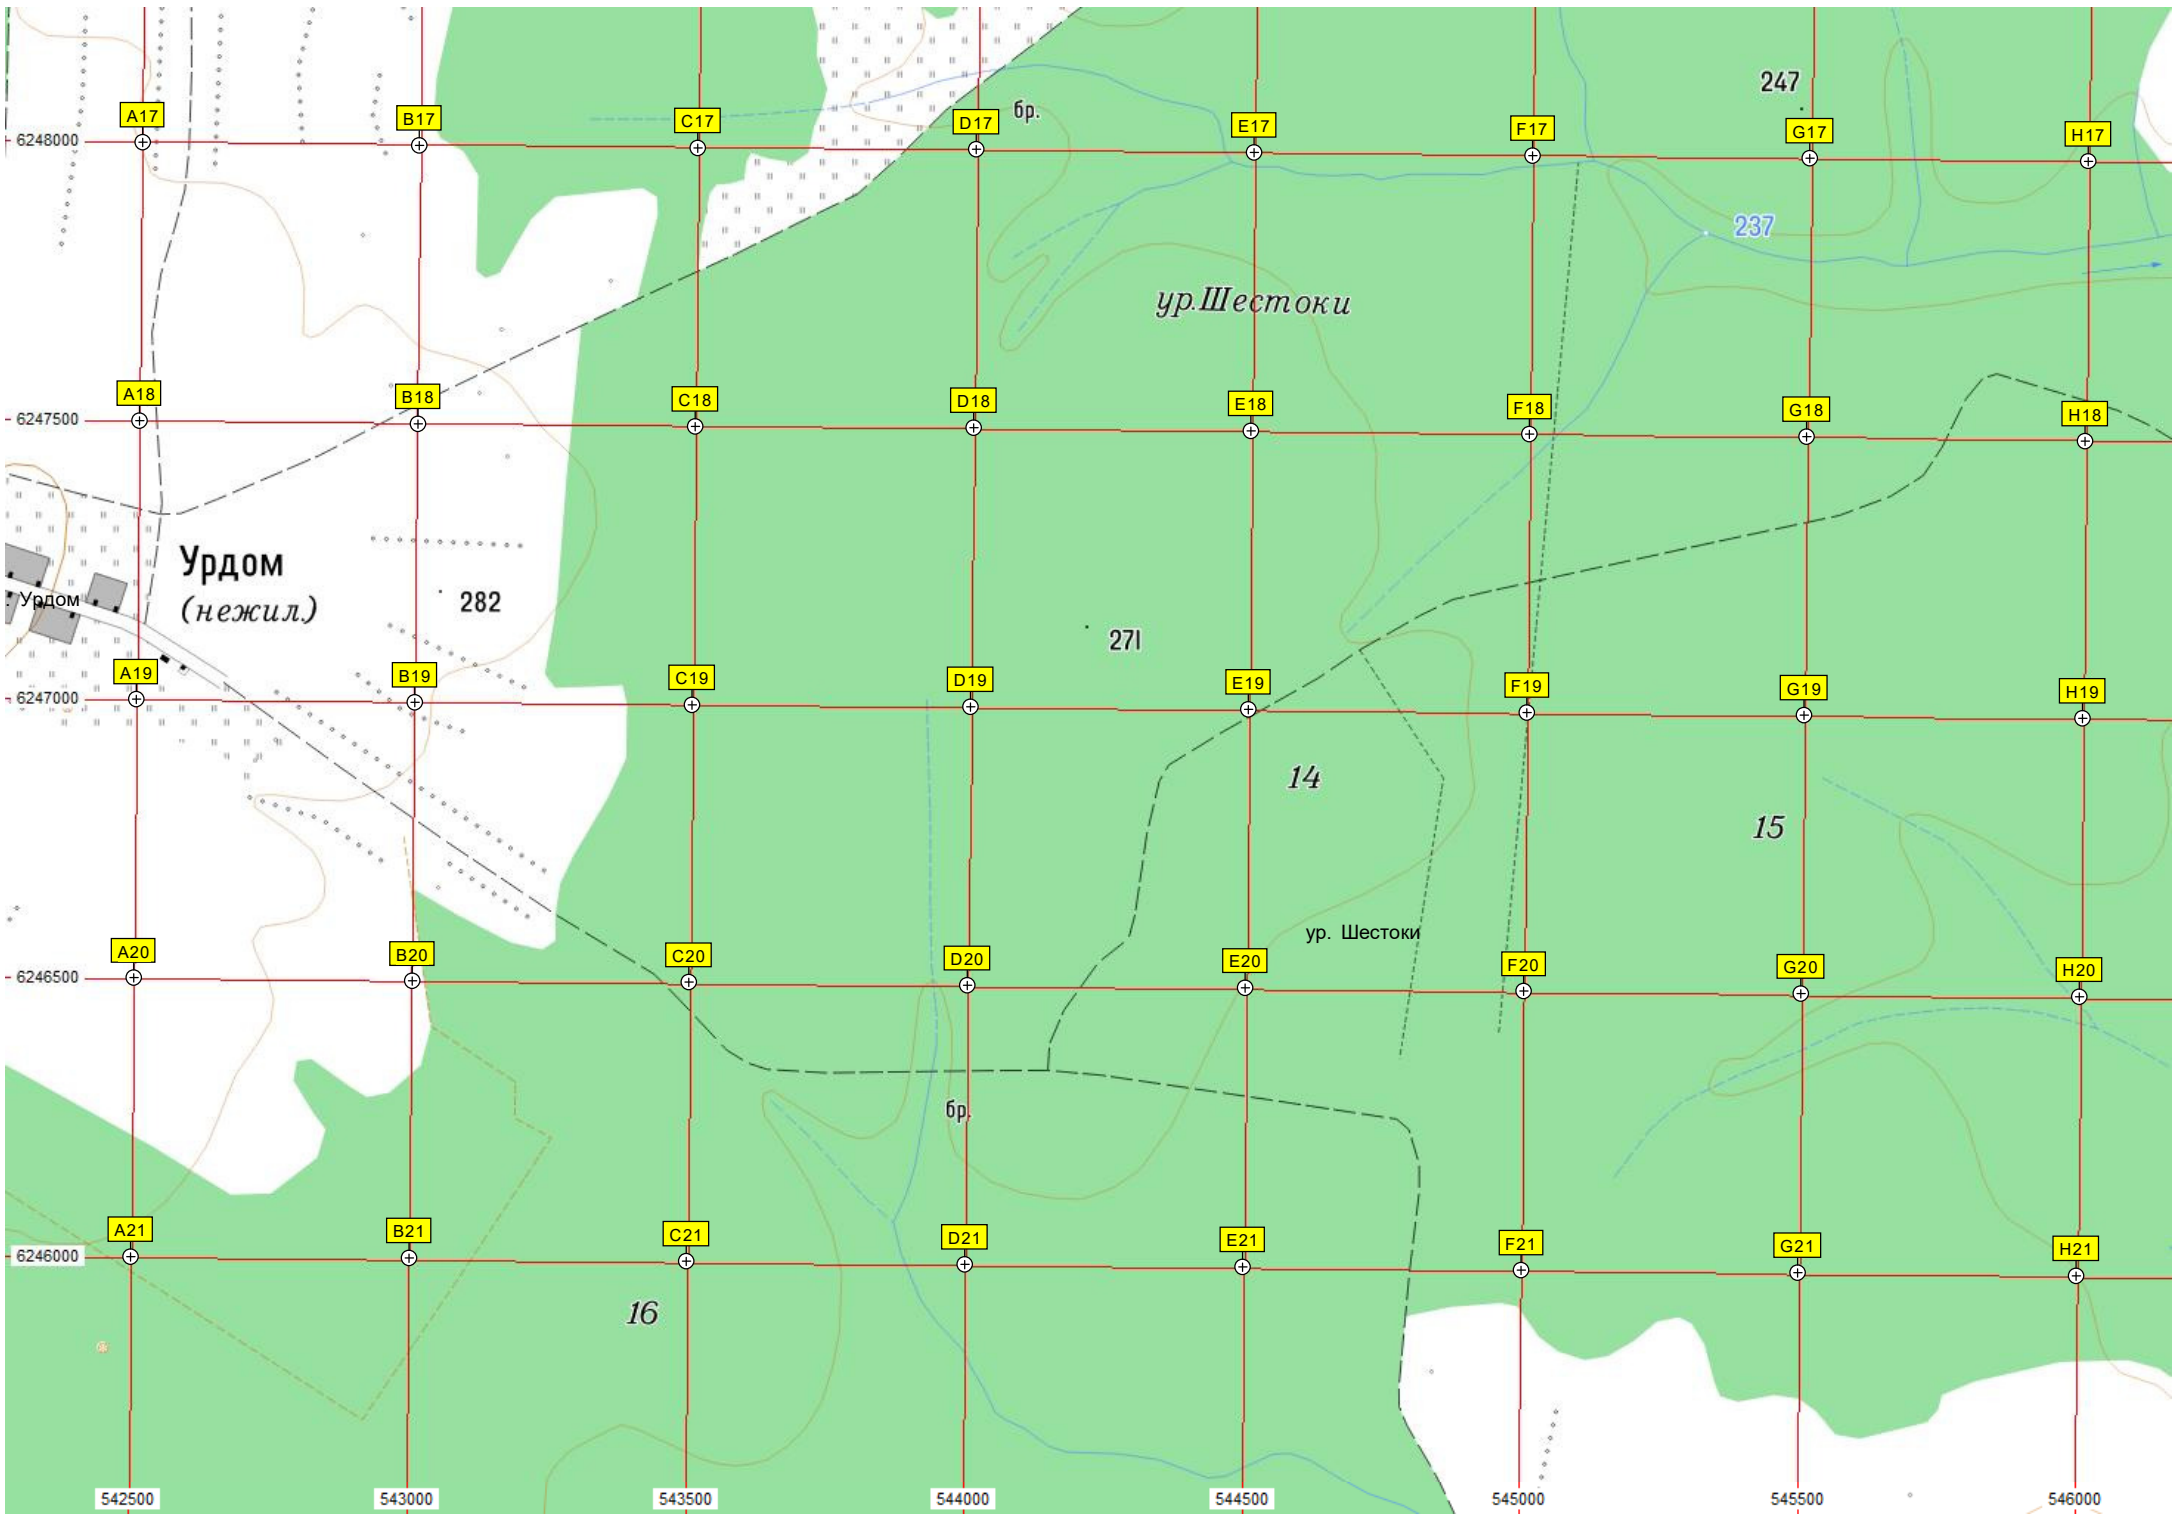 247
A17 B17 C17 D17 бр. E17 F17 G17 H17
6248000
237
ур.Шестоки
A18 B18 C18 D18 E18 F18 G18 H18
6247500
Урдом
282
. Урдом
(нежил.)
271
A19 B19 C19 D19 E19 F19 G19 H19
6247000
14
15
ур. Шестоки
A20 B20 C20 D20 E20 F20 G20 H20
6246500
бр.
A21 B21 C21 D21 E21 F21 G21 H21
6246000
16
542500 543000 543500 544000 544500 545000 545500 546000